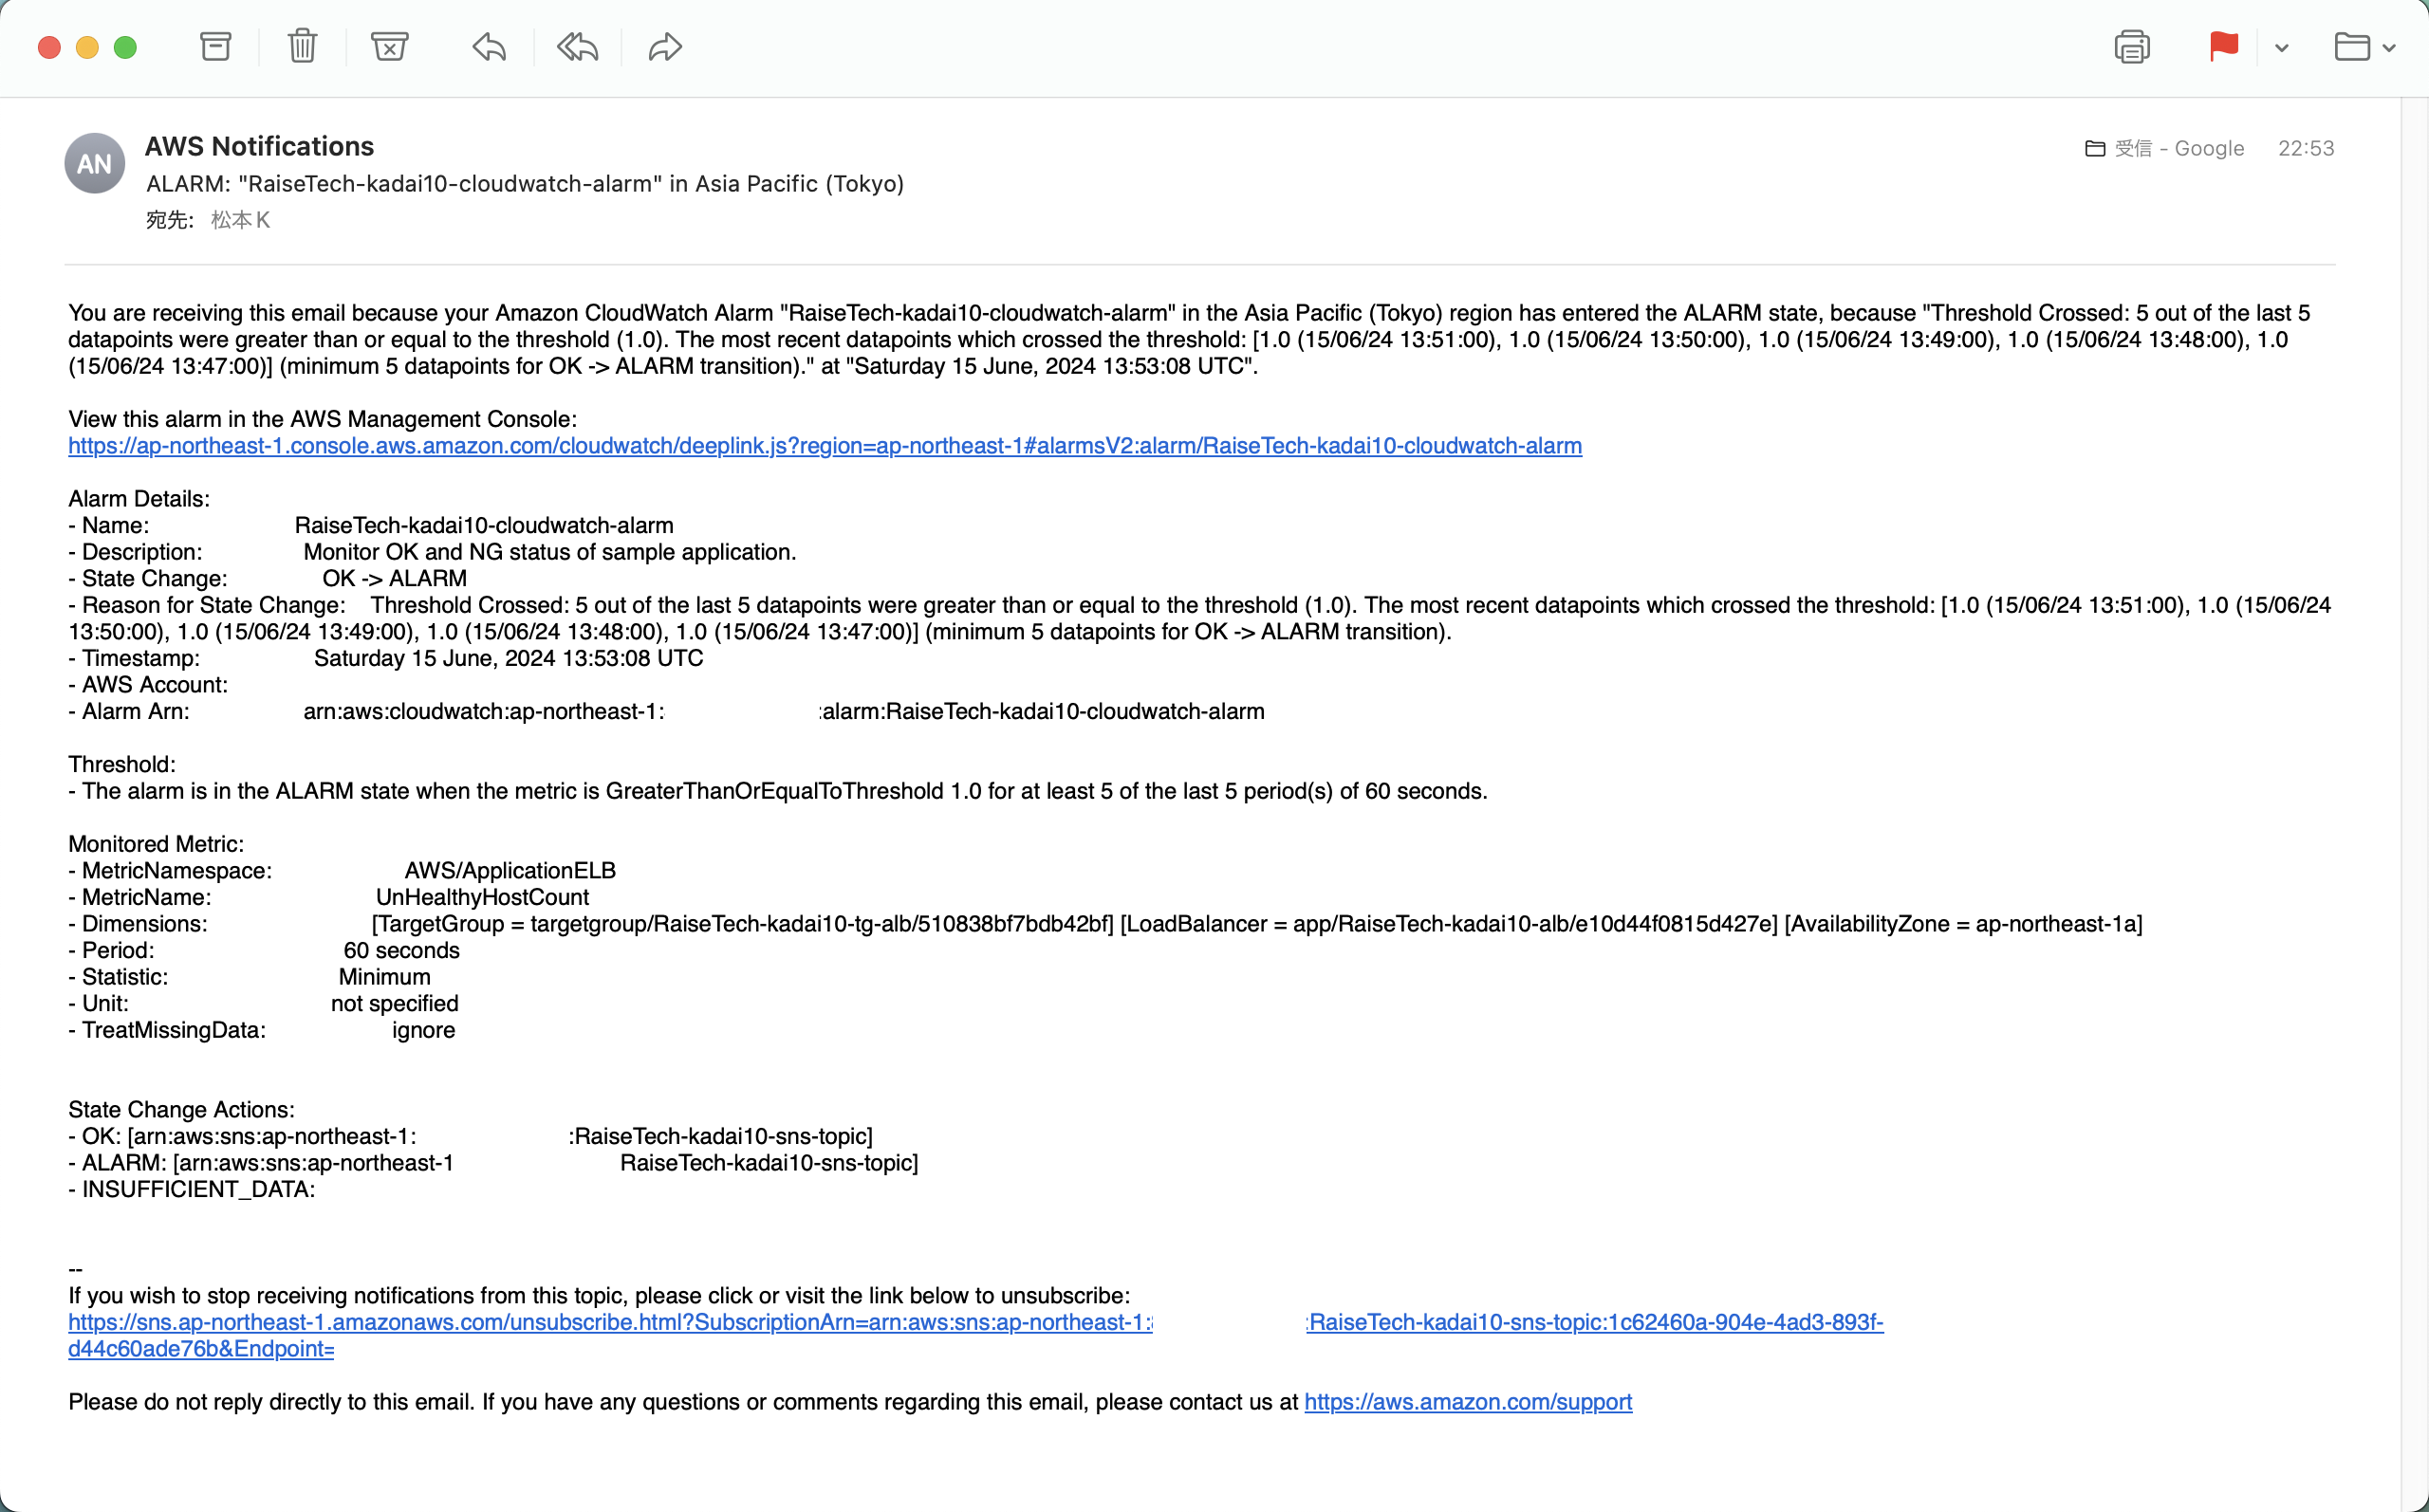 AN
AWS Notifications
受信 - Google 22:53
ALARM: "RaiseTech-kadai10-cloudwatch-alarm" in Asia Pacific (Tokyo)
宛先: 松本 K
You are receiving this email because your Amazon CloudWatch Alarm "RaiseTech-kadai10-cloudwatch-alarm" in the Asia Pacific (Tokyo) region has entered the ALARM state, because "Threshold Crossed: 5 out of the last 5
datapoints were greater than or equal to the threshold (1.0). The most recent datapoints which crossed the threshold: [1.0 (15/06/24 13:51:00), 1.0 (15/06/24 13:50:00), 1.0 (15/06/24 13:49:00), 1.0 (15/06/24 13:48:00), 1.0
(15/06/24 13:47:00)] (minimum 5 datapoints for OK -> ALARM transition)." at "Saturday 15 June, 2024 13:53:08 UTC".
View this alarm in the AWS Management Console:
https://ap-northeast-1.console.aws.amazon.com/cloudwatch/deeplink.js?region=ap-northeast-1#alarmsV2:alarm/RaiseTech-kadai10-cloudwatch-alarm
Alarm Details:
- Name: RaiseTech-kadai10-cloudwatch-alarm
- Description: Monitor OK and NG status of sample application.
- State Change: OK -> ALARM
- Reason for State Change: Threshold Crossed: 5 out of the last 5 datapoints were greater than or equal to the threshold (1.0). The most recent datapoints which crossed the threshold: [1.0 (15/06/24 13:51:00), 1.0 (15/06/24
13:50:00), 1.0 (15/06/24 13:49:00), 1.0 (15/06/24 13:48:00), 1.0 (15/06/24 13:47:00)] (minimum 5 datapoints for OK -> ALARM transition).
- Timestamp: Saturday 15 June, 2024 13:53:08 UTC
- AWS Account:
- Alarm Arn: arn:aws:cloudwatch:ap-northeast-1: :alarm:RaiseTech-kadai10-cloudwatch-alarm
Threshold:
- The alarm is in the ALARM state when the metric is GreaterThanOrEqualToThreshold 1.0 for at least 5 of the last 5 period(s) of 60 seconds.
Monitored Metric:
- MetricNamespace: AWS/ApplicationELB
- MetricName: UnHealthyHostCount
- Dimensions: [TargetGroup = targetgroup/RaiseTech-kadai10-tg-alb/510838bf7bdb42bf] [LoadBalancer = app/RaiseTech-kadai10-alb/e10d44f0815d427e] [AvailabilityZone = ap-northeast-1a]
- Period: 60 seconds
- Statistic: Minimum
- Unit: not specified
- TreatMissingData: ignore
State Change Actions:
- OK: [arn:aws:sns:ap-northeast-1: :RaiseTech-kadai10-sns-topic]
- ALARM: [arn:aws:sns:ap-northeast-1 RaiseTech-kadai10-sns-topic]
- INSUFFICIENT_DATA:
--
If you wish to stop receiving notifications from this topic, please click or visit the link below to unsubscribe:
https://sns.ap-northeast-1.amazonaws.com/unsubscribe.html?SubscriptionArn=arn:aws:sns:ap-northeast-1: :RaiseTech-kadai10-sns-topic:1c62460a-904e-4ad3-893f-
d44c60ade76b&Endpoint=
Please do not reply directly to this email. If you have any questions or comments regarding this email, please contact us at https://aws.amazon.com/support